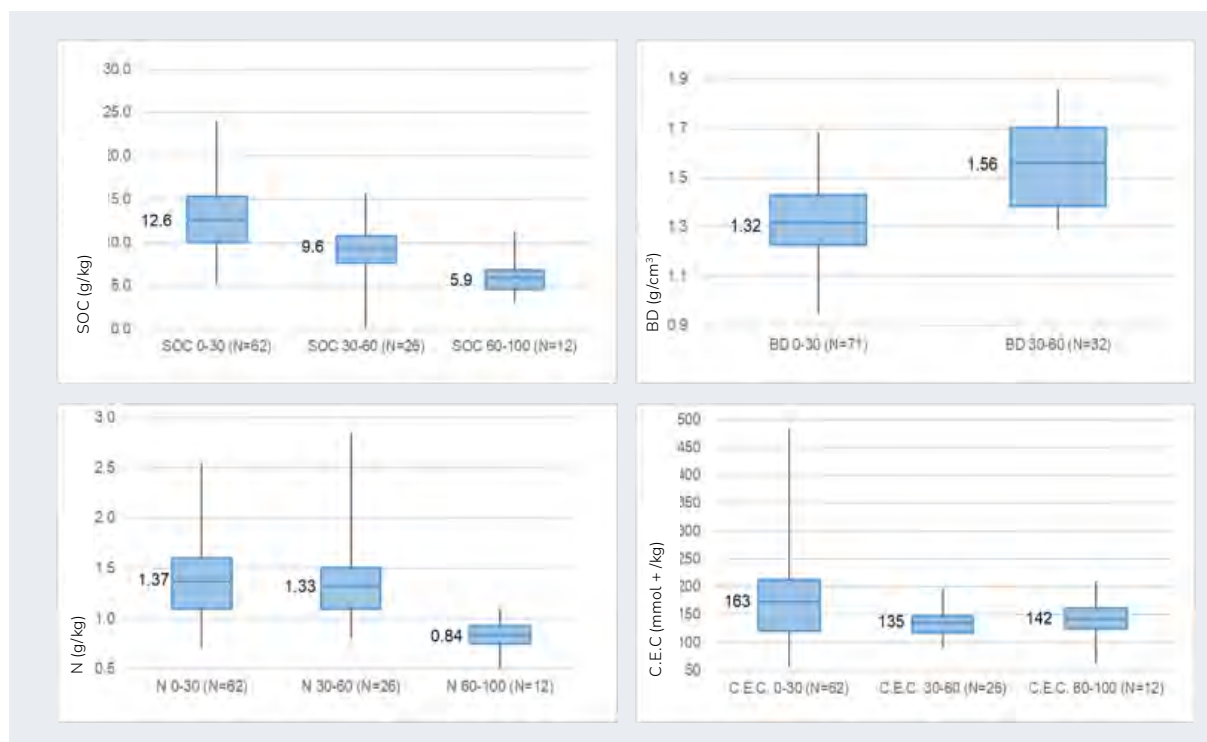 30.0
25.0
20.0
15.0
10.0
5.0
0.0
12.6
9.6
5.9
SOC (g/kg)
SOC 0-30 (N=62)
SOC 30-60 (N=26)
SOC 60-100 (N=12)
1.9
1.7
1.5
1.3
1.1
0.9
1.56
1.32
BD (g/cm³)
BD 0-30 (N=71)
BD 30-60 (N=32)
3.0
2.5
2.0
1.5
1.0
0.5
1.37
1.33
0.84
N (g/kg)
N 0-30 (N=62)
N 30-60 (N=26)
N 60-100 (N=12)
500
450
400
350
300
250
200
150
100
50
163
135
142
C.E.C (mmol + /kg)
C.E.C. 0-30 (N=62)
C.E.C. 30-60 (N=26)
C.E.C. 60-100 (N=12)